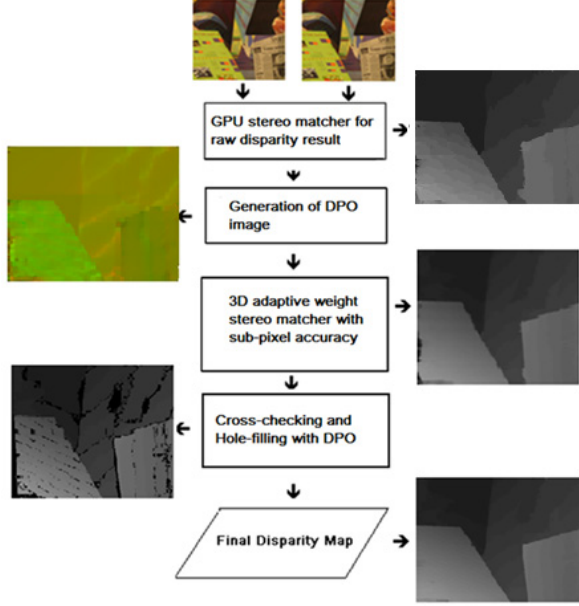 GPU stereo matcher for
raw disparity result
Generation of DPO
image
3D adaptive weight
stereo matcher with
sub-pixel accuracy
Cross-checking and
Hole-filling with DPO
Final Disparity Map